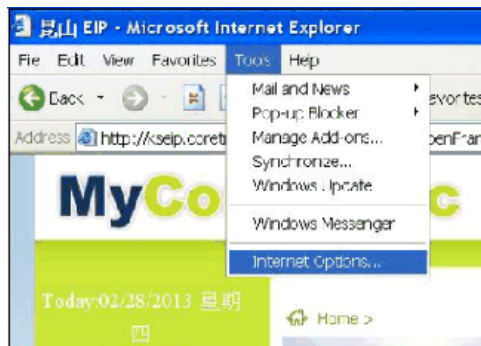 昆山 EIP - Microsoft Internet Explorer
File Edit View Favorites Tools Help
Back
Mail and News
Pop-up Blocker
Manage Add-ons...
Synchronize...
Windows Update
Windows Messenger
Internet Options...
Address http://kseip.coret
MyCo c
Today:02/28/2013 星期
四
Home >